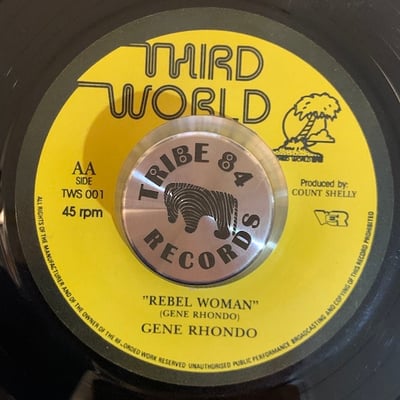 THIRD
WORLD
AA
SIDE
TWS 001
45 rpm
Produced by:
COUNT SHELLY
TRIBE 84
RECORDS
"REBEL WOMAN"
(GENE RHONDO)
GENE RHONDO
ALL RIGHTS OF THE MANUFACTURER AND OF THE OWNER OF THE RECORDED WORK RESERVED UNAUTHORISED PUBLIC PERFORMANCE BROADCASTING AND COPYING OF THIS RECORD PROHIBITED